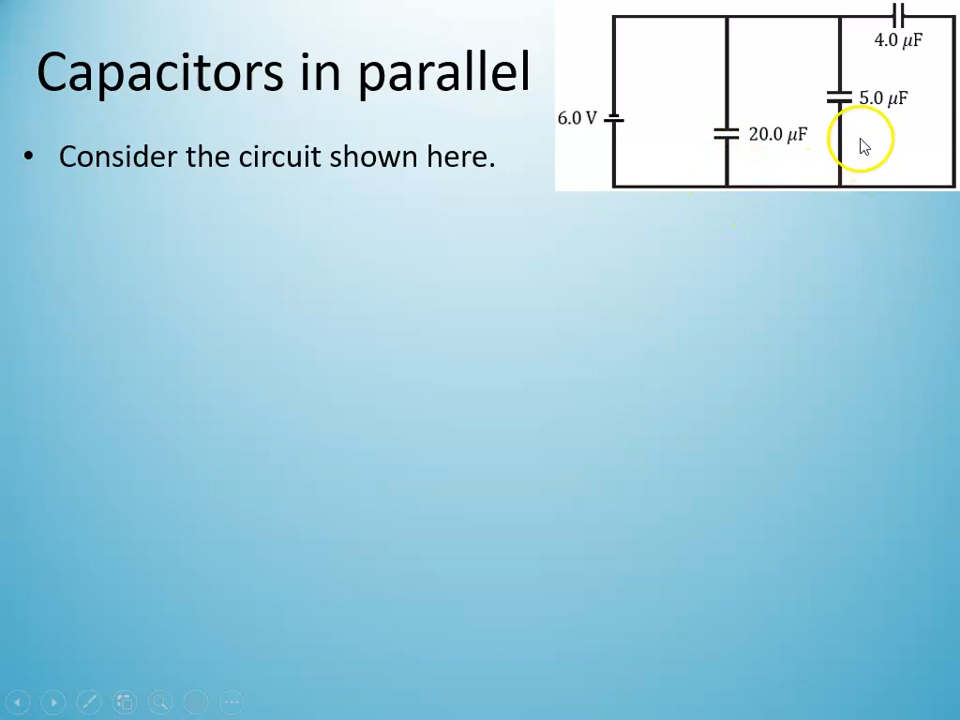 Capacitors in parallel
• Consider the circuit shown here.
4.0 μF
5.0 μF
6.0 V
20.0 μF